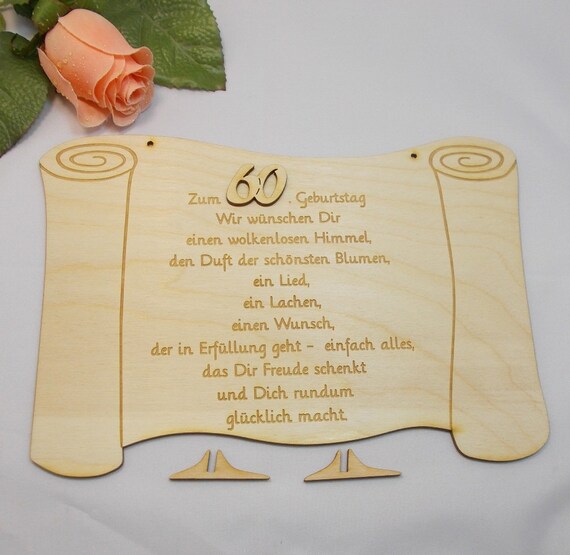 Zum 60. Geburtstag
Wir wünschen Dir
einen wolkenlosen Himmel,
den Duft der schönsten Blumen,
ein Lied,
ein Lachen,
einen Wunsch,
der in Erfüllung geht - einfach alles,
das Dir Freude schenkt
und Dich rundum
glücklich macht.